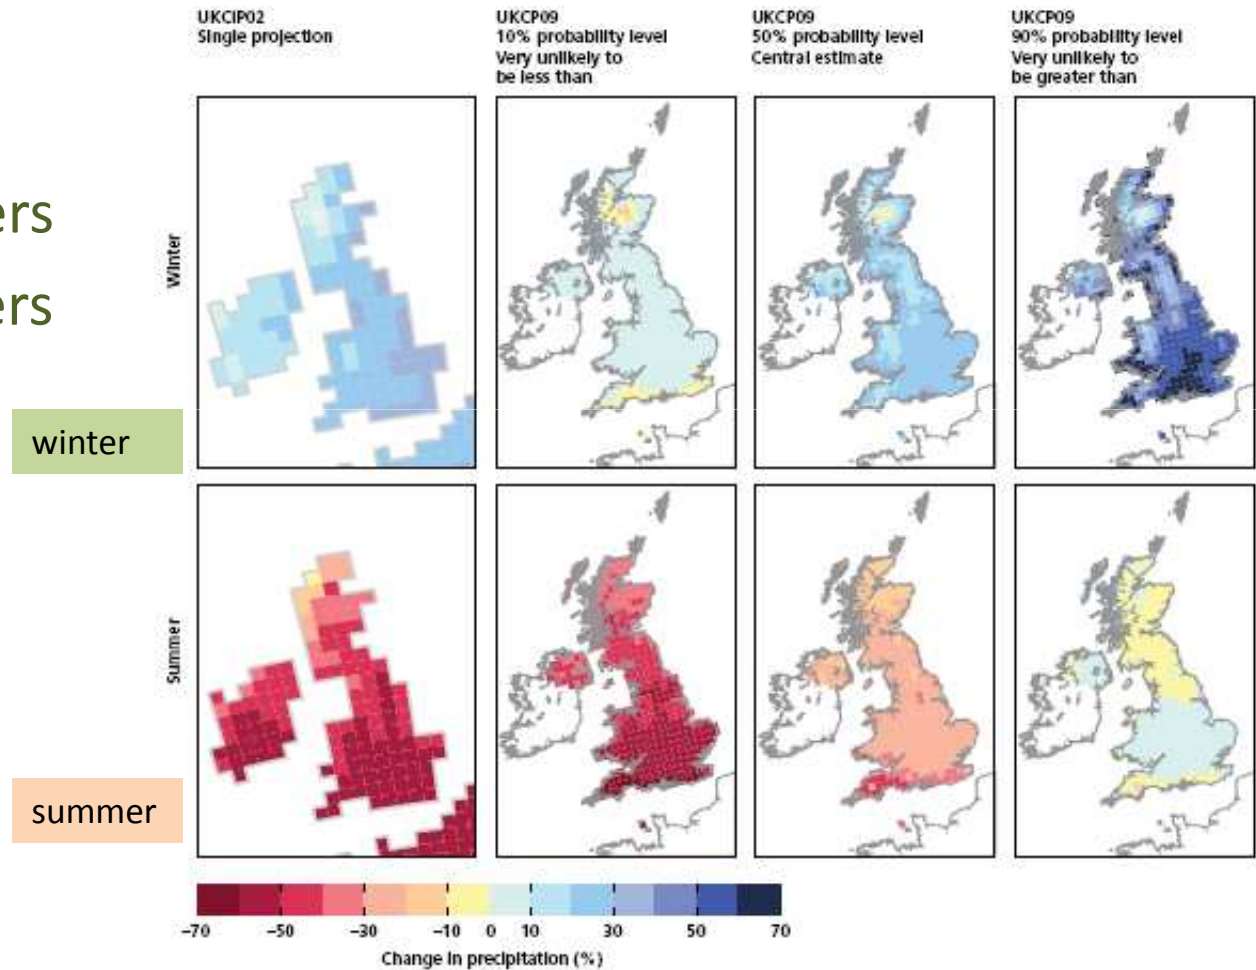 UKCIP02
Single projection
UKCP09
10% probability level
Very unlikely to
be less than
UKCP09
50% probability level
Central estimate
UKCP09
90% probability level
Very unlikely to
be greater than
ers
ers
Winter
winter
Summer
summer
-70 -50 -30 -10 0 10 30 50 70
Change in precipitation (%)